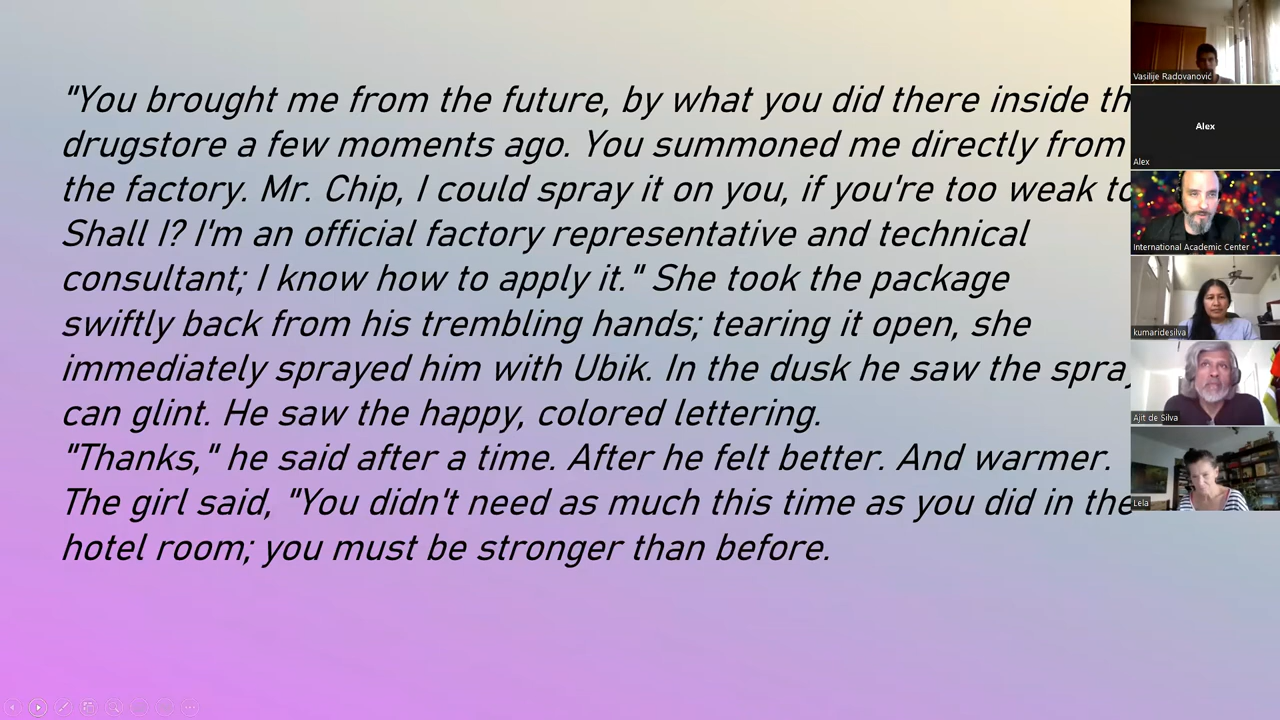 "You brought me from the future, by what you did there inside th
drugstore a few moments ago. You summoned me directly from
the factory. Mr. Chip, I could spray it on you, if you're too weak to
Shall I? I'm an official factory representative and technical
consultant; I know how to apply it." She took the package
swiftly back from his trembling hands; tearing it open, she
immediately sprayed him with Ubik. In the dusk he saw the spray
can glint. He saw the happy, colored lettering.
"Thanks," he said after a time. After he felt better. And warmer.
The girl said, "You didn't need as much this time as you did in the
hotel room; you must be stronger than before.
Vasilije Radovanović
Alex
Alex
International Academic Center
kumaridesilva
Ajit de Silva
Lela